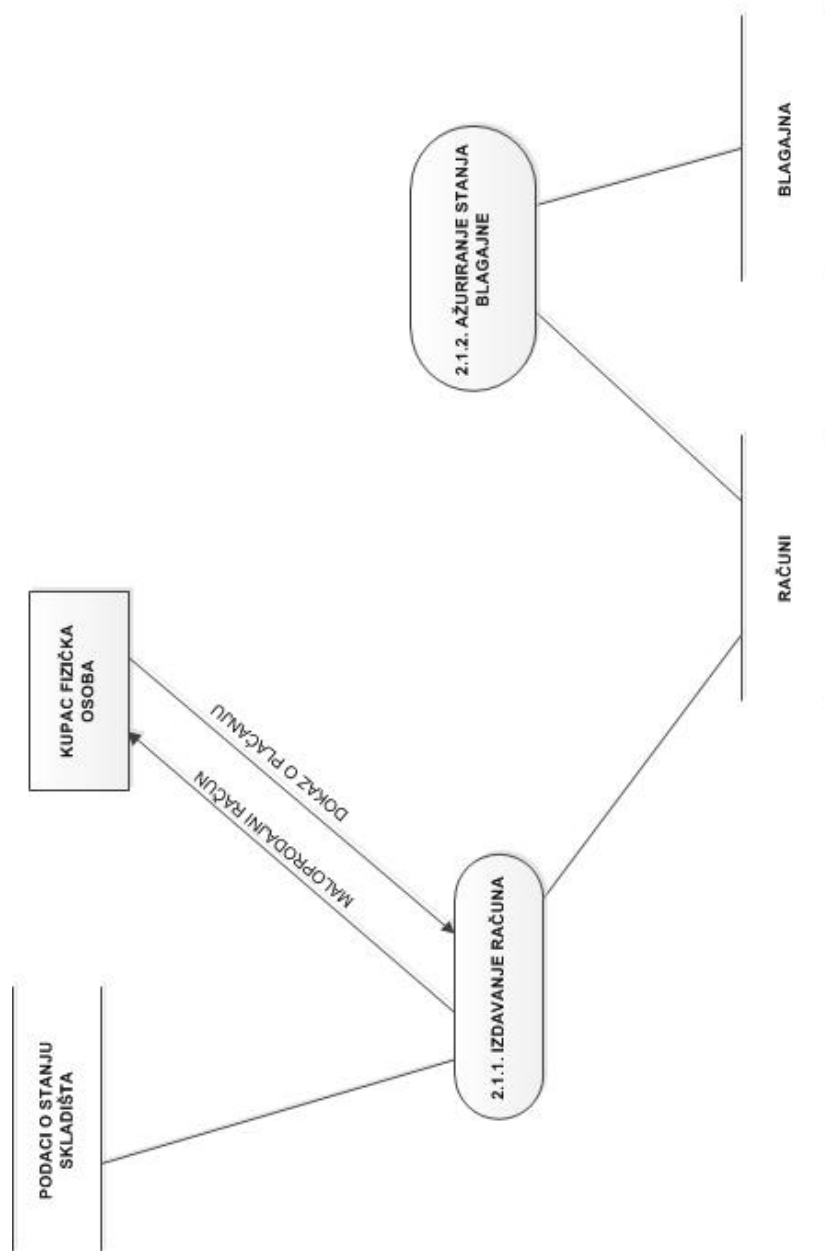 PODACI O STANJU
SKLADIŠTA
KUPAC FIZIČKA
OSOBA
MALOPRODAJNI RAČUN
DOKAZ O PLAČANJU
2.1.1. IZDAVANJE RAČUNA
2.1.2. AŽURIRANJE STANJA
BLAGAJNE
RAČUNI
BLAGAJNA